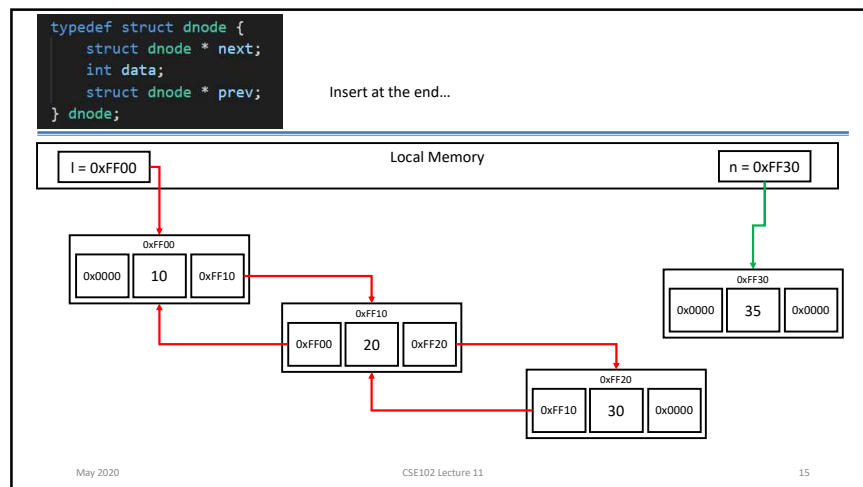 typedef struct dnode {
struct dnode * next;
int data;
struct dnode * prev;
} dnode;
Insert at the end…
Local Memory
l = 0xFF00
n = 0xFF30
0xFF00
0x0000 10 0xFF10
0xFF30
0x0000 35 0x0000
0xFF10
0xFF00 20 0xFF20
0xFF20
0xFF10 30 0x0000
May 2020 CSE102 Lecture 11 15